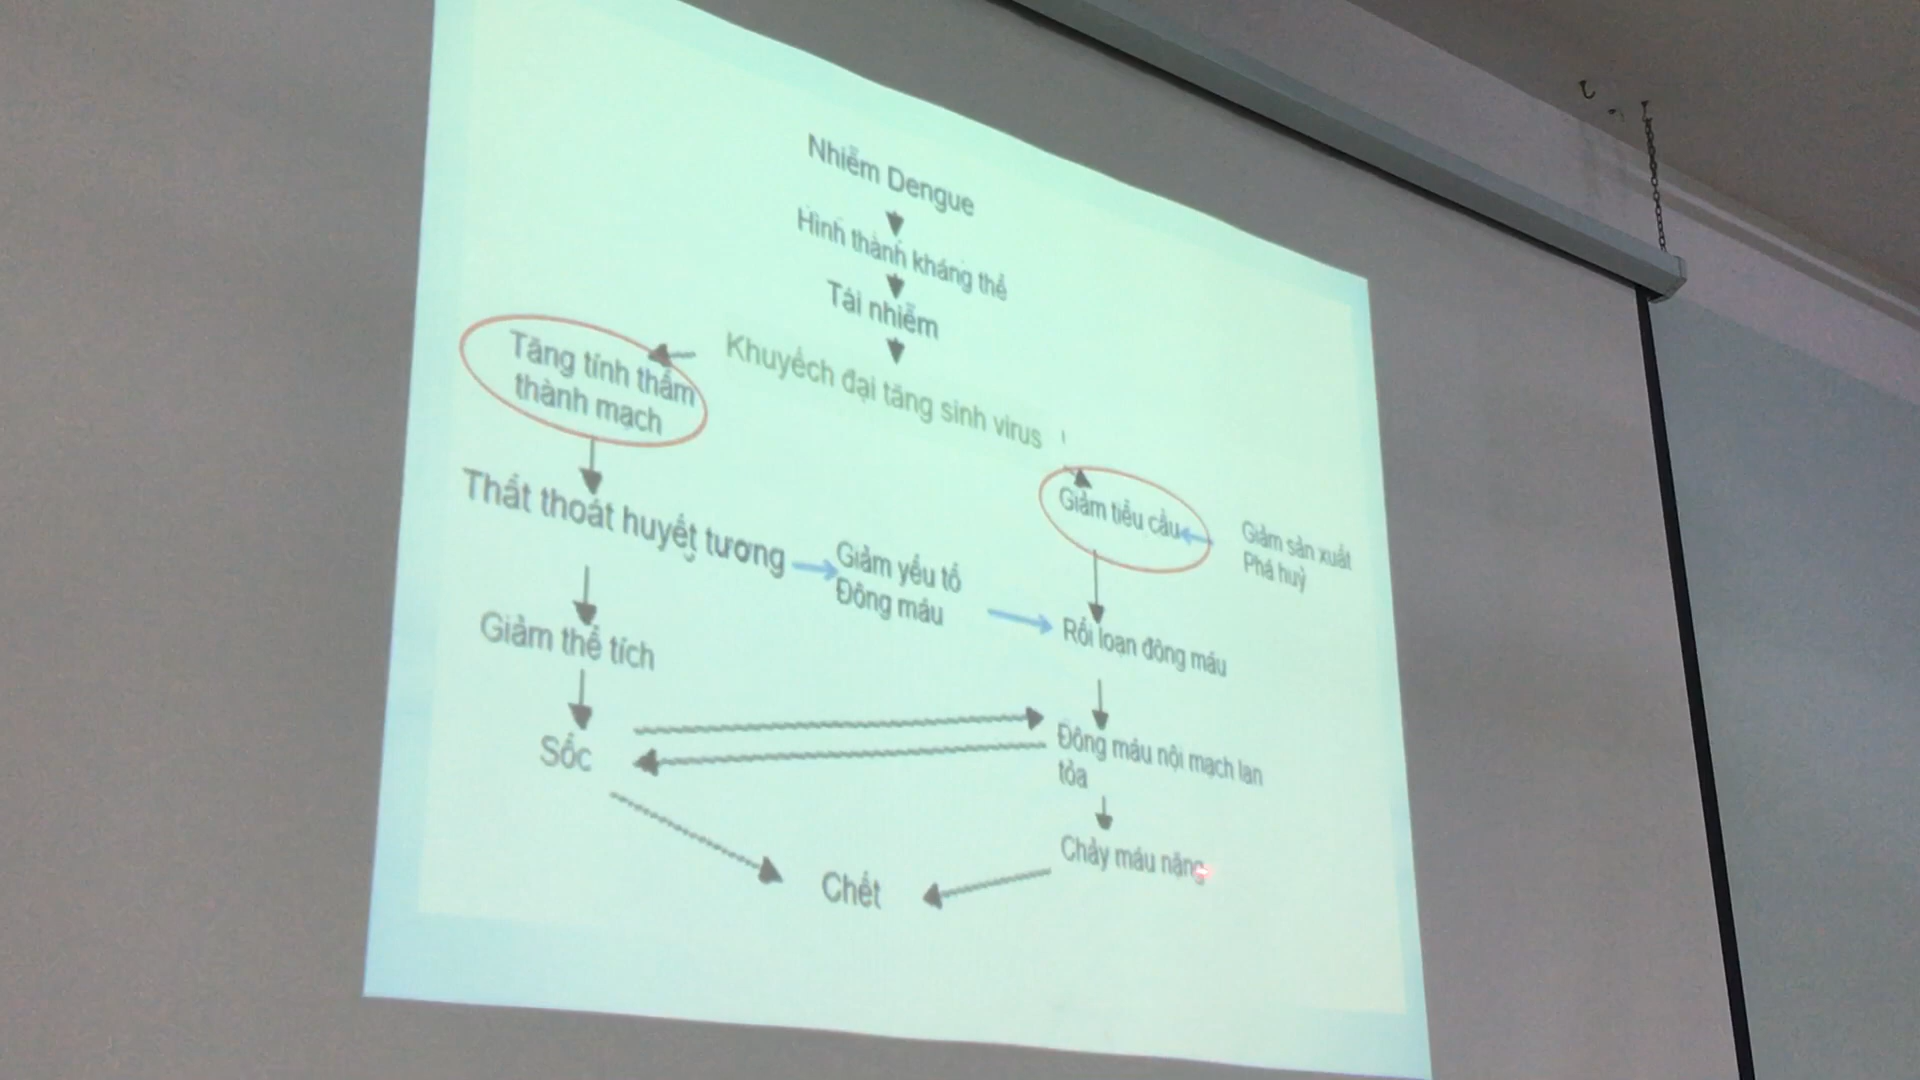 Nhiễm Dengue
Hình thành kháng thể
Tái nhiễm
Khuyếch đại tăng sinh virus
Tăng tính thấm
thành mạch
Thất thoát huyết tương
Giảm yếu tố
Đông máu
Giảm tiểu cầu
Giảm sản xuất
Phá huỷ
Giảm thể tích
Rối loạn đông máu
Sốc
Đông máu nội mạch lan
tỏa
Chảy máu nặng
Chết